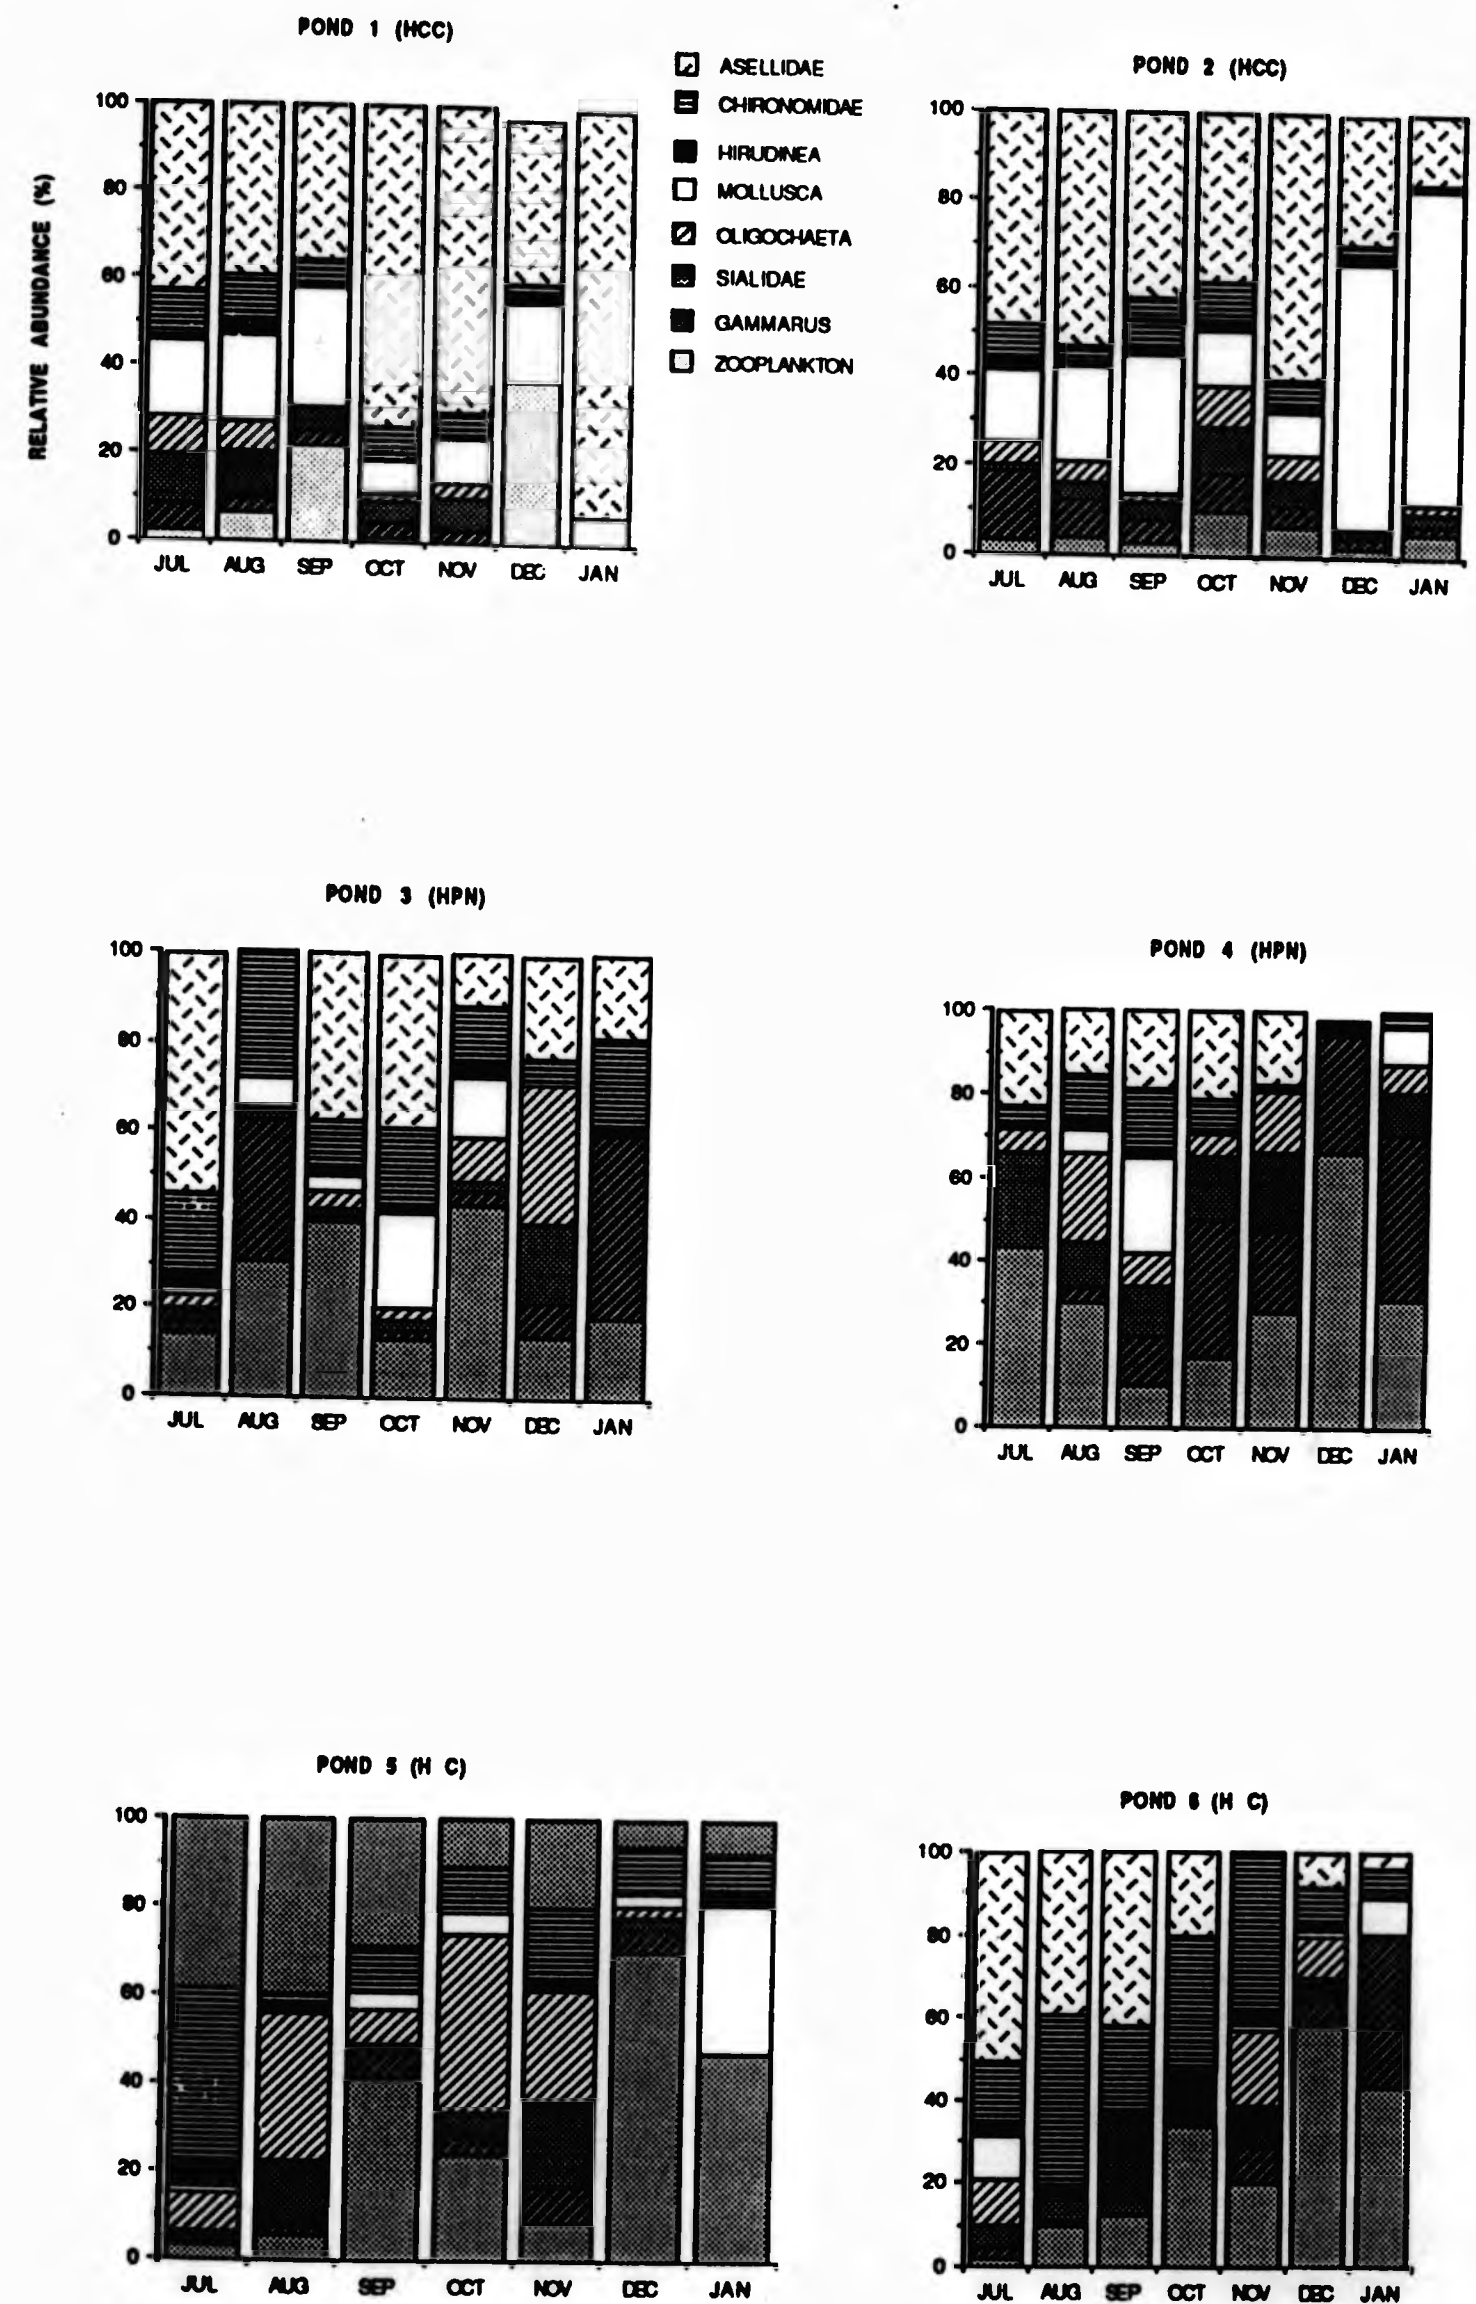 POND 1 (HCC)
RELATIVE ABUNDANCE (%)
100
80
60
40
20
0
JUL AUG SEP OCT NOV DEC JAN
ASELLIDAE
CHIRONOMIDAE
HIRUDINEA
MOLLUSCA
OLIGOCHAETA
SIALIDAE
GAMMARUS
ZOOPLANKTON
POND 2 (HCC)
100
80
60
40
20
0
JUL AUG SEP OCT NOV DEC JAN
POND 3 (HPN)
100
80
60
40
20
0
JUL AUG SEP OCT NOV DEC JAN
POND 4 (HPN)
100
80
60
40
20
0
JUL AUG SEP OCT NOV DEC JAN
POND 5 (H C)
100
80
60
40
20
0
JUL AUG SEP OCT NOV DEC JAN
POND 6 (H C)
100
80
60
40
20
0
JUL AUG SEP OCT NOV DEC JAN